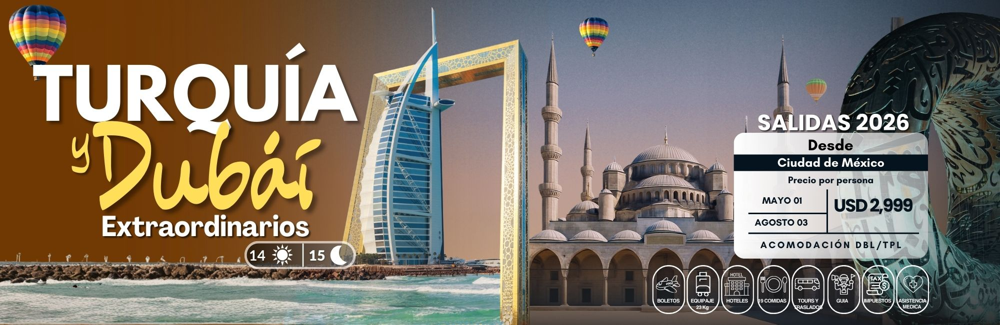 TURQUÍA
y Dubái
Extraordinarios
14 15
SALIDAS 2026
Desde
Ciudad de México
Precio por persona
MAYO 01
USD 2,999
AGOSTO 03
ACOMODACIÓN DBL/TPL
BOLETOS
EQUIPAJE
23 Kg
HOTEL
HOTELES
19 COMIDAS
TOURS Y
TRASLADOS
GUIA
TAX
$
IMPUESTOS
ASISTENCIA
MEDICA